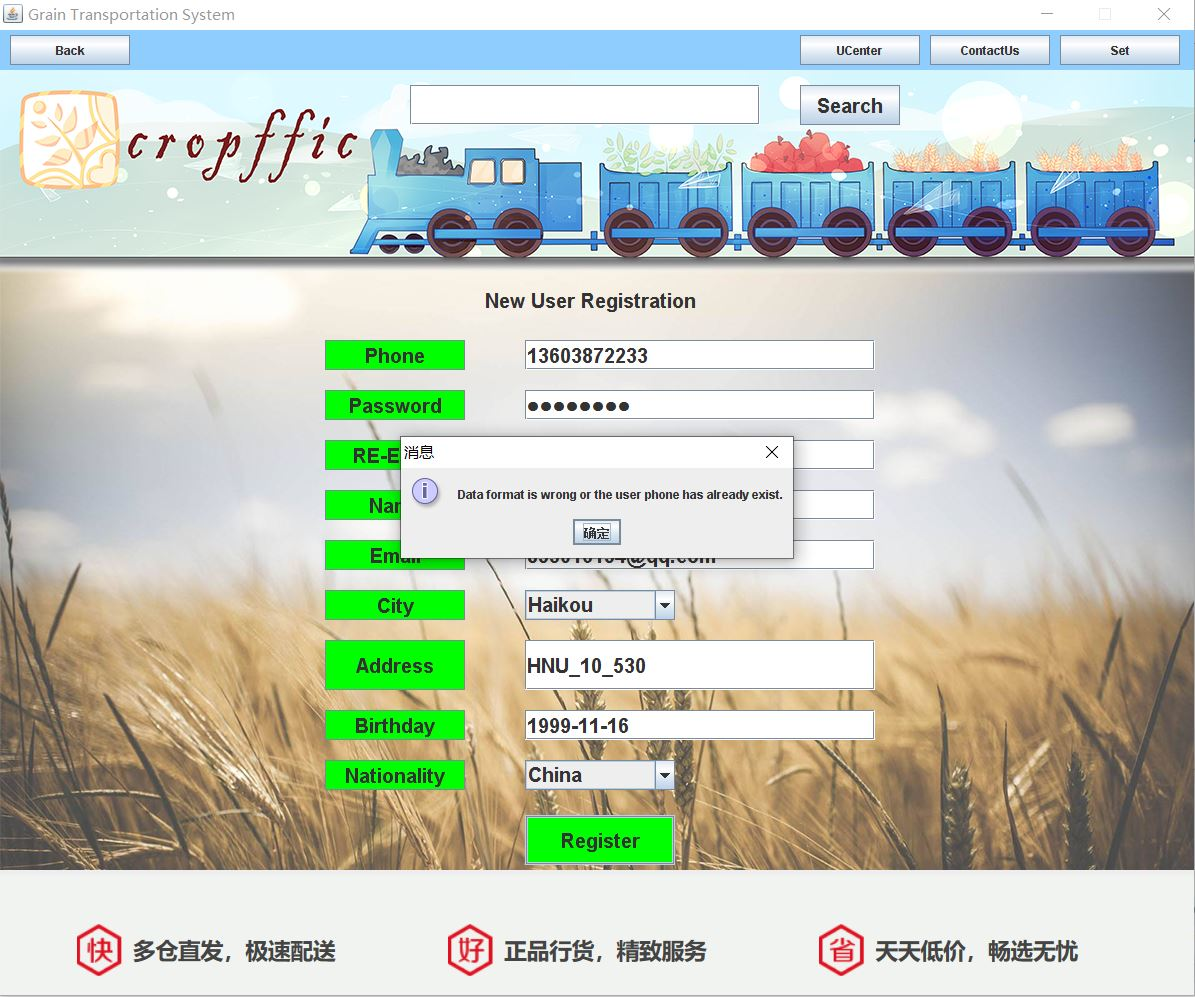 Grain Transportation System
Back
UCenter
ContactUs
Set
cropffic
Search
New User Registration
Phone
13603872233
Password
RE-E
消息
Data format is wrong or the user phone has already exist.
确定
Nar
Email
@qq.com
City
Haikou
Address
HNU_10_530
Birthday
1999-11-16
Nationality
China
Register
快 多仓直发，极速配送
好 正品行货，精致服务
省 天天低价，畅选无忧